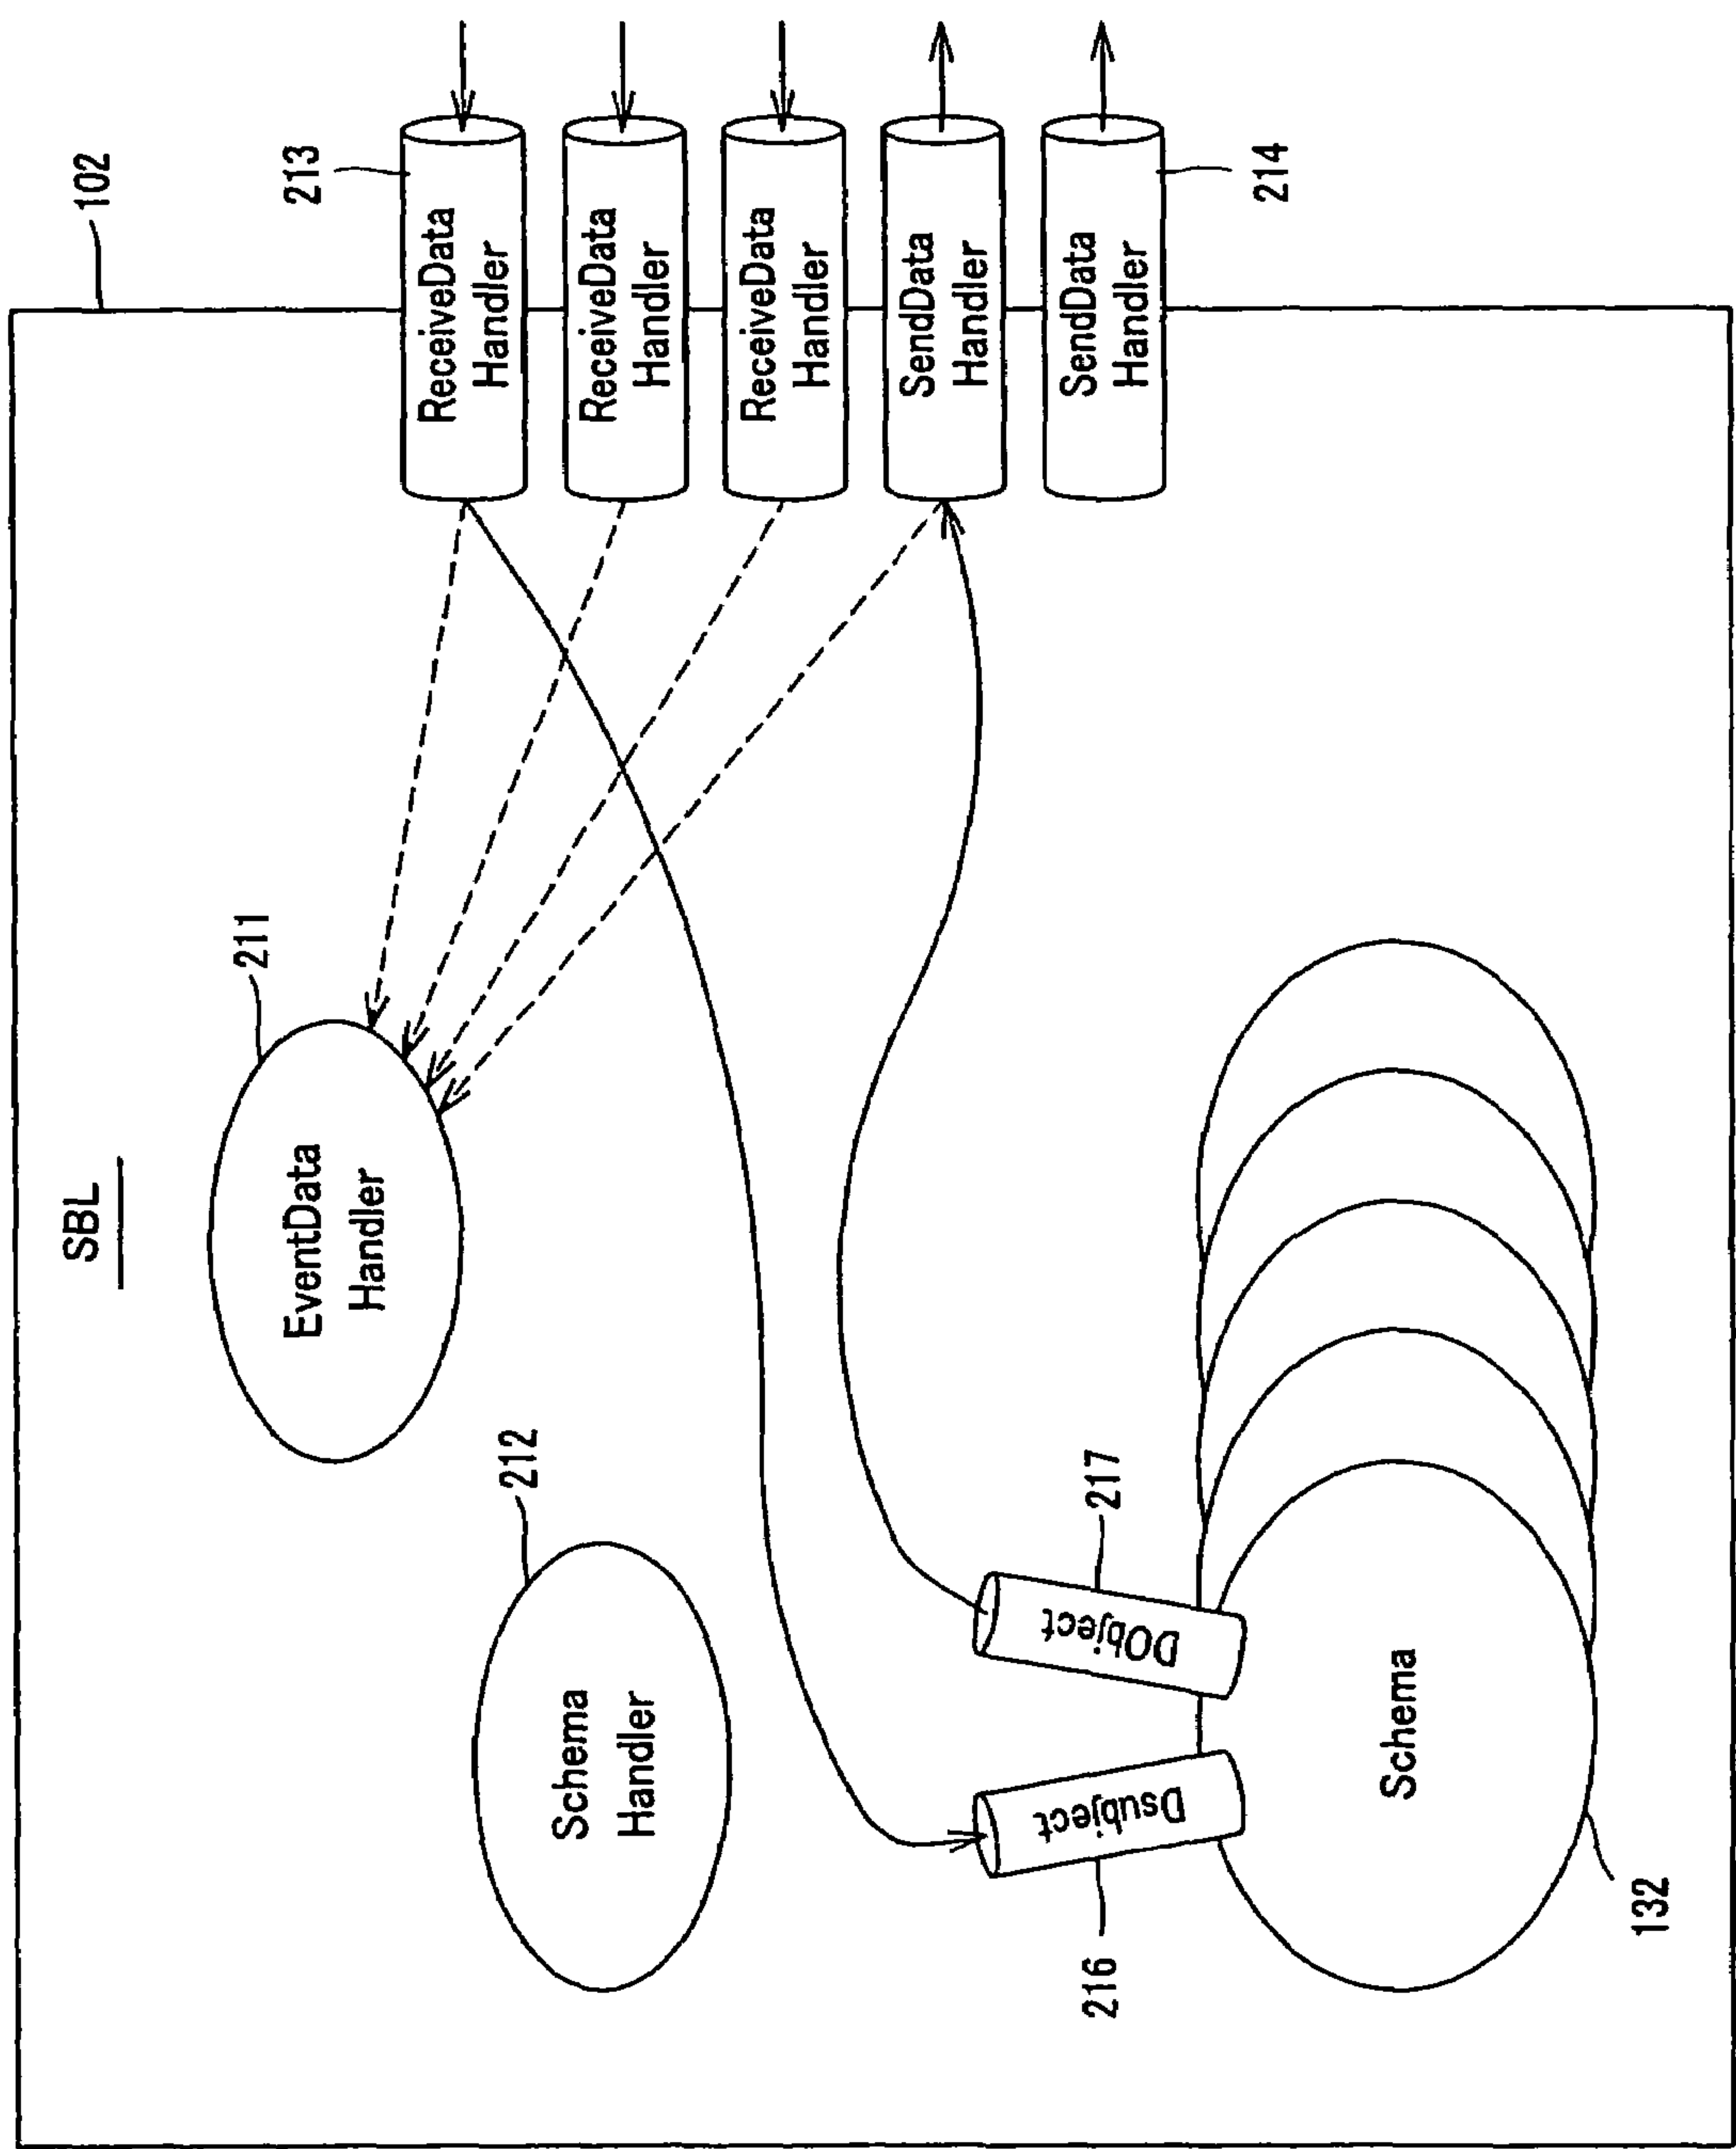 102
SBL
211
EventData
Handler
212
Schema
Handler
213
ReceiveData
Handler
ReceiveData
Handler
ReceiveData
Handler
SendData
Handler
SendData
Handler
214
216
Dsubject
DObject
217
Schema
132